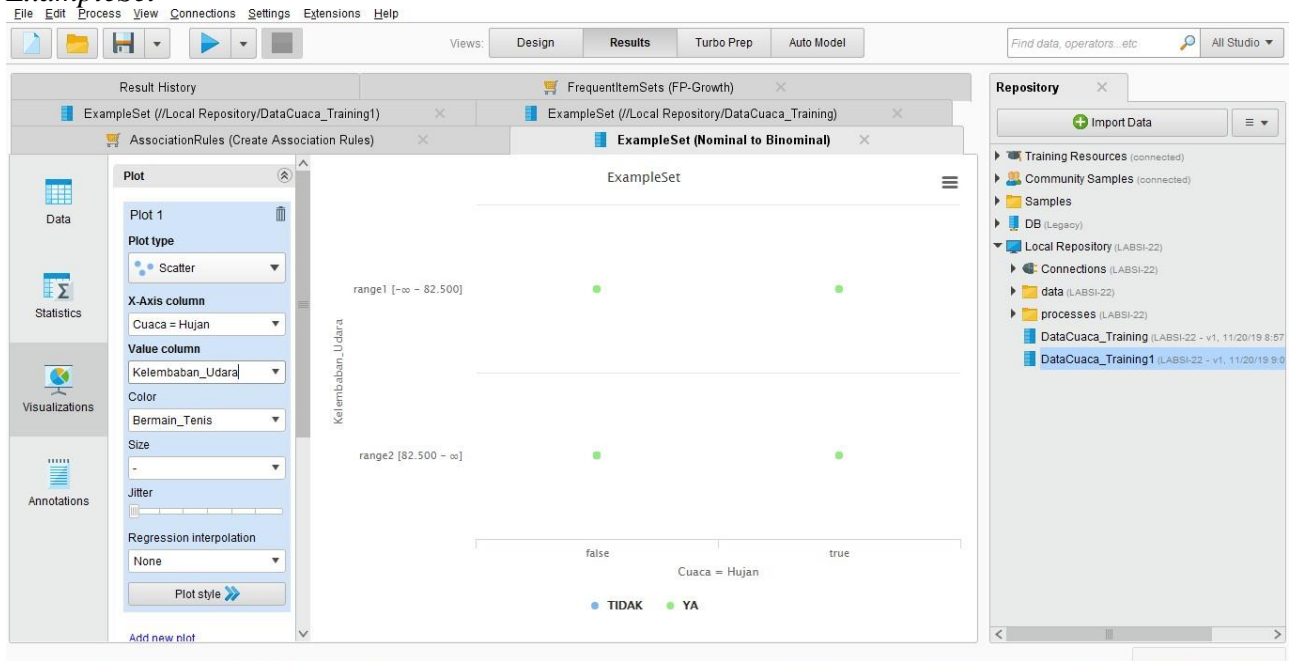 ExampleSet
File Edit Process View Connections Settings Extensions Help
Views: Design Results Turbo Prep Auto Model
Find data, operators...etc All Studio
Result History
FrequentItemSets (FP-Growth)
ExampleSet (//Local Repository/DataCuaca_Training1)
ExampleSet (//Local Repository/DataCuaca_Training)
AssociationRules (Create Association Rules)
ExampleSet (Nominal to Binominal)
Data
Statistics
Visualizations
Annotations
Plot
Plot 1
Plot type
Scatter
X-Axis column
Cuaca = Hujan
Value column
Kelembaban_Udara
Color
Bermain_Tenis
Size
-
Jitter
Regression interpolation
None
Plot style
Add new plot
ExampleSet
Kelembaban_Udara
range1 [-∞ - 82.500]
range2 [82.500 - ∞]
false true
Cuaca = Hujan
TIDAK YA
Repository
Import Data
Training Resources (connected)
Community Samples (connected)
Samples
DB (Legacy)
Local Repository (LABSI-22)
Connections (LABSI-22)
data (LABSI-22)
processes (LABSI-22)
DataCuaca_Training (LABSI-22 - v1, 11/20/19 8:57
DataCuaca_Training1 (LABSI-22 - v1, 11/20/19 9:0